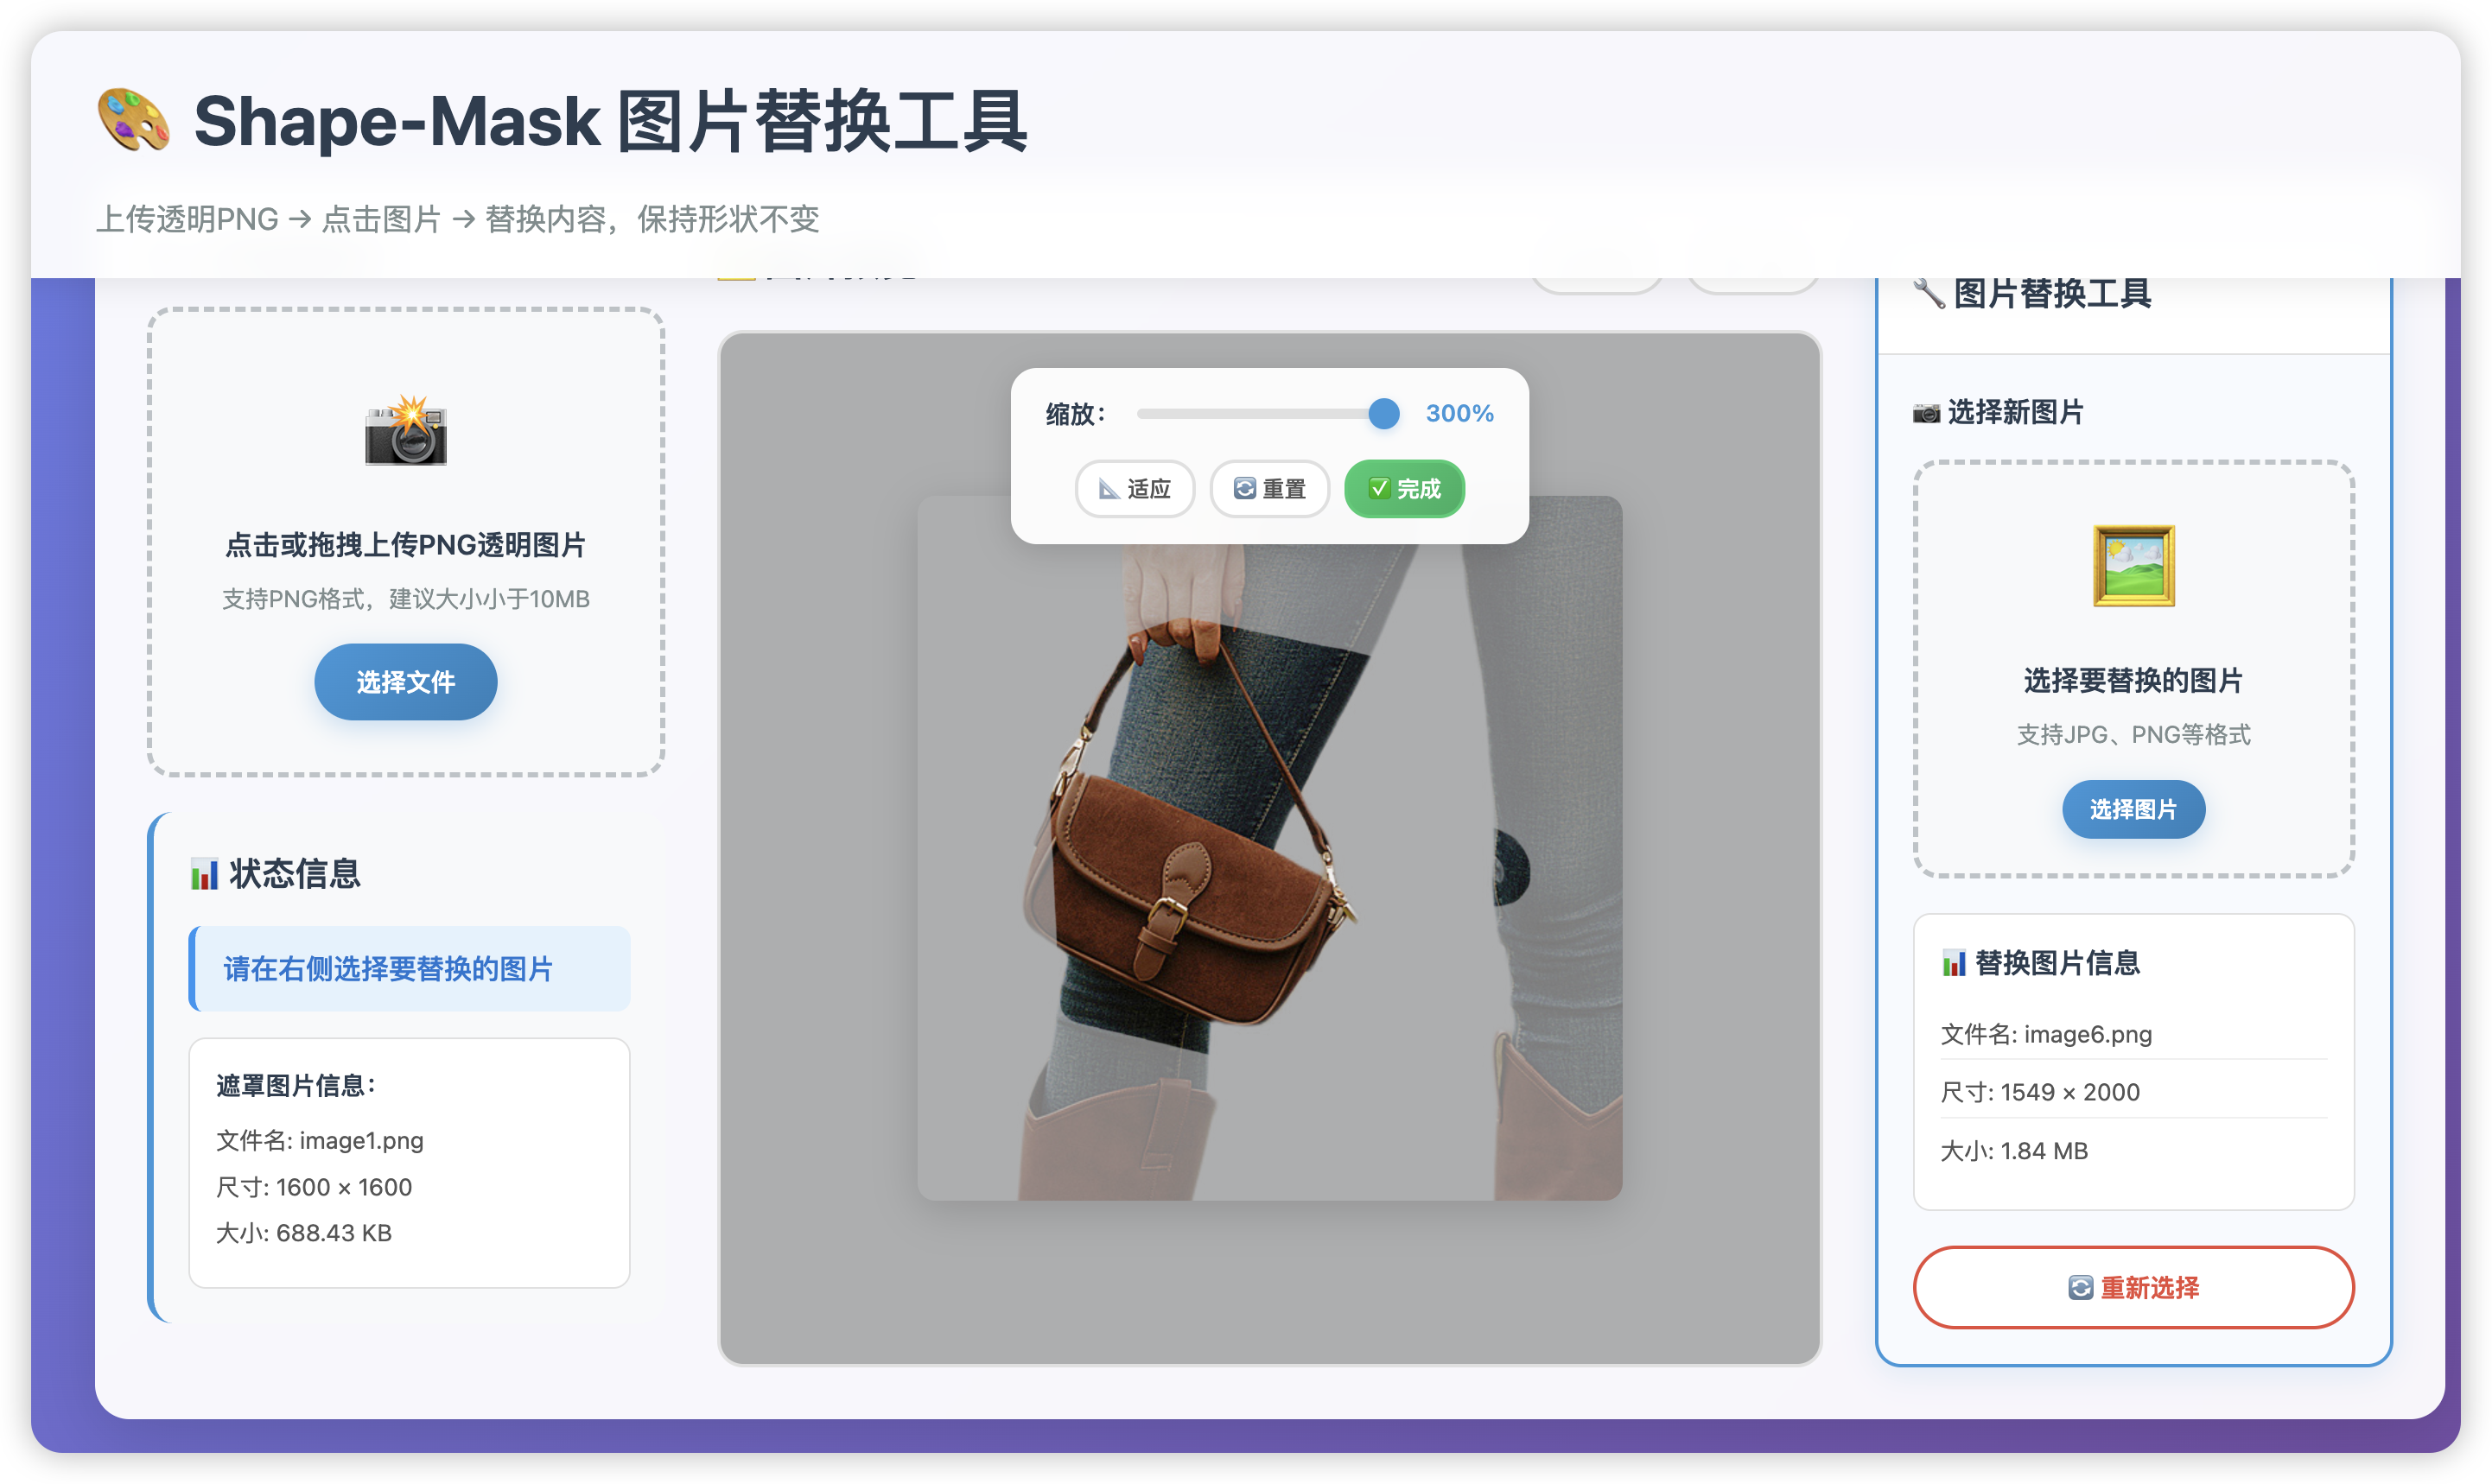 Shape-Mask 图片替换工具
上传透明PNG → 点击图片 → 替换内容，保持形状不变
点击或拖拽上传PNG透明图片
支持PNG格式，建议大小小于10MB
选择文件
状态信息
请在右侧选择要替换的图片
遮罩图片信息：
文件名: image1.png
尺寸: 1600 × 1600
大小: 688.43 KB
缩放：
300%
适应
重置
完成
图片替换工具
选择新图片
选择要替换的图片
支持JPG、PNG等格式
选择图片
替换图片信息
文件名: image6.png
尺寸: 1549 × 2000
大小: 1.84 MB
重新选择